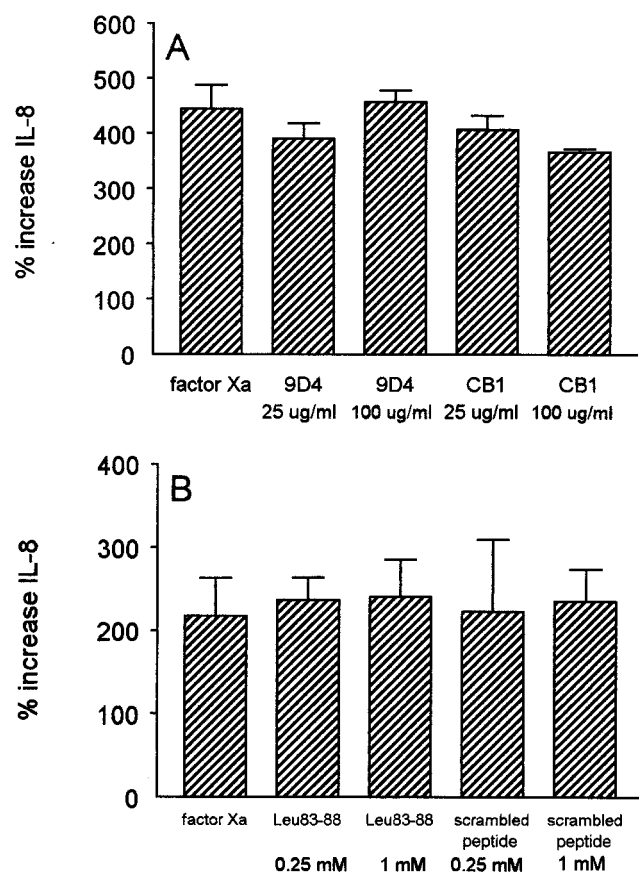 A
% increase IL-8
600
500
400
300
200
100
0
factor Xa 9D4 9D4 CB1 CB1
25 ug/ml 100 ug/ml 25 ug/ml 100 ug/ml
B
% increase IL-8
400
300
200
100
0
factor Xa Leu83-88 Leu83-88 scrambled scrambled
peptide peptide
0.25 mM 1 mM 0.25 mM 1 mM